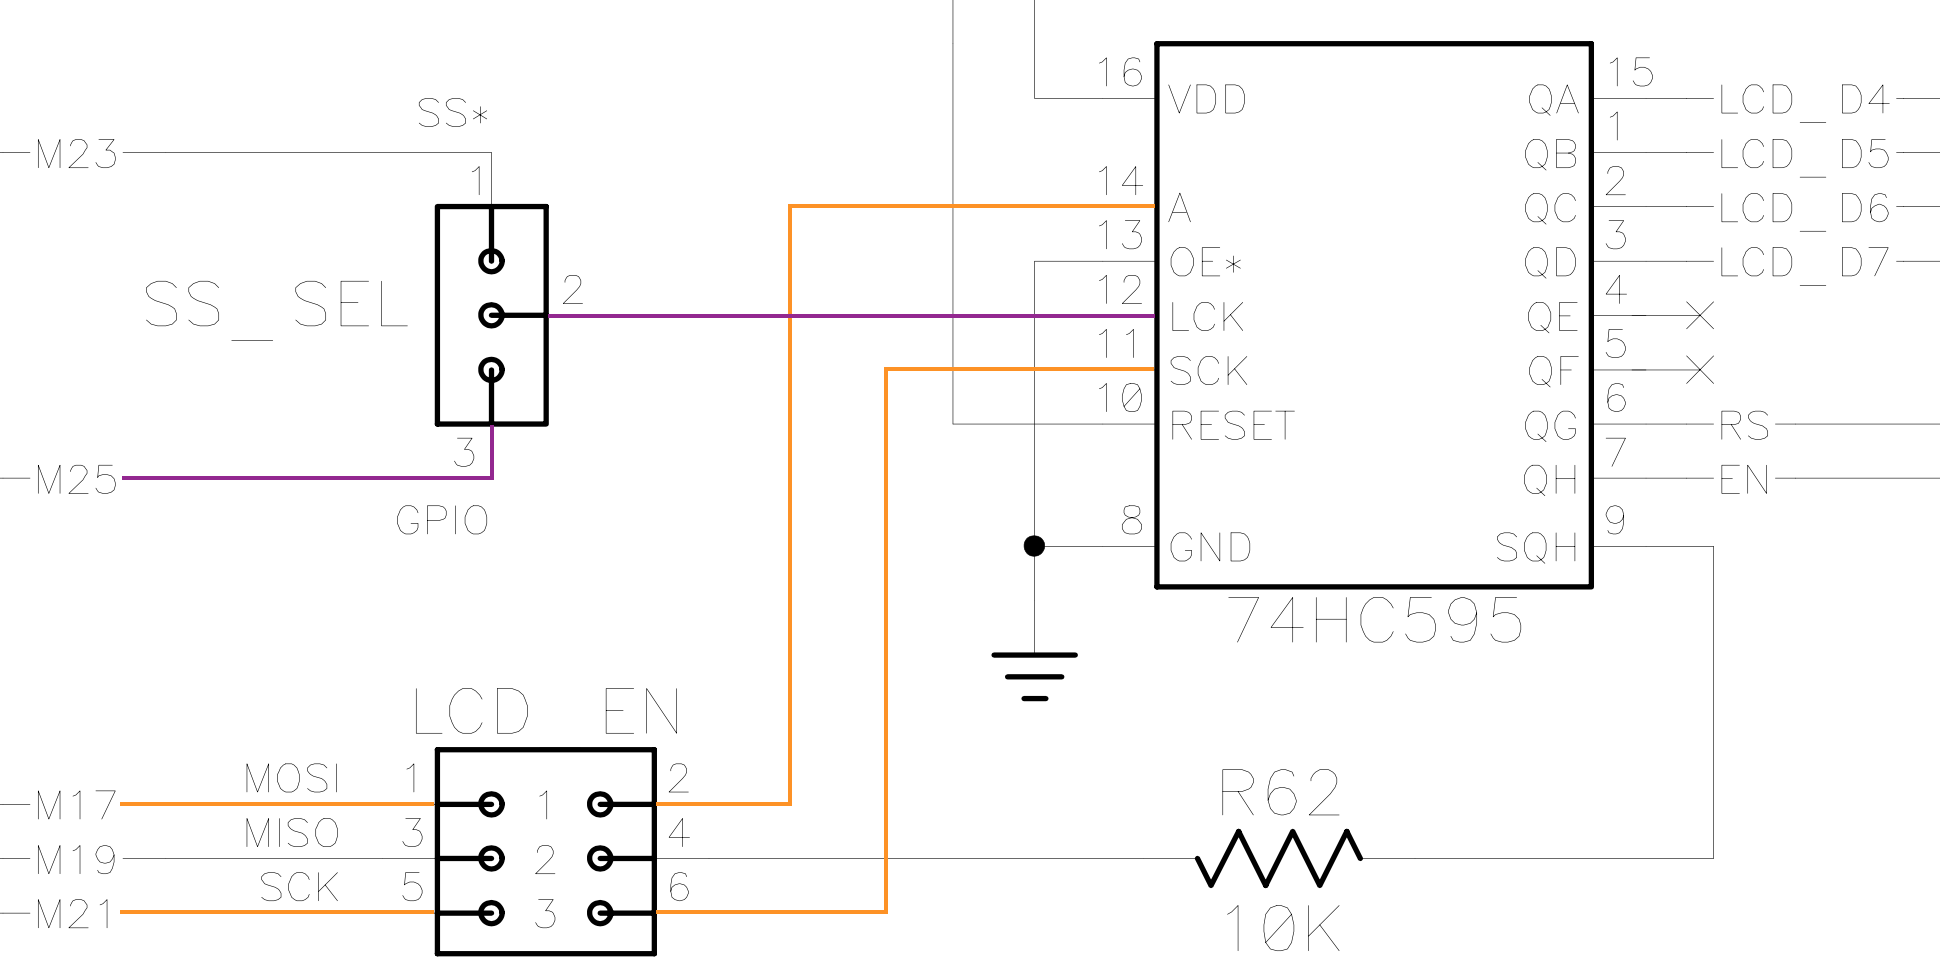 16
VDD
QA
15
LCD_D4
SS*
M23
1
QB
1
LCD_D5
14
A
QC
2
LCD_D6
13
OE*
QD
3
LCD_D7
SS_SEL
2
12
LCK
QE
4
11
SCK
QF
5
10
RESET
QG
6
RS
3
M25
GPIO
QH
7
EN
8
GND
SQH
9
74HC595
LCD EN
M17 MOSI 1 1 2
M19 MISO 3 2 4
M21 SCK 5 3 6
R62
10K